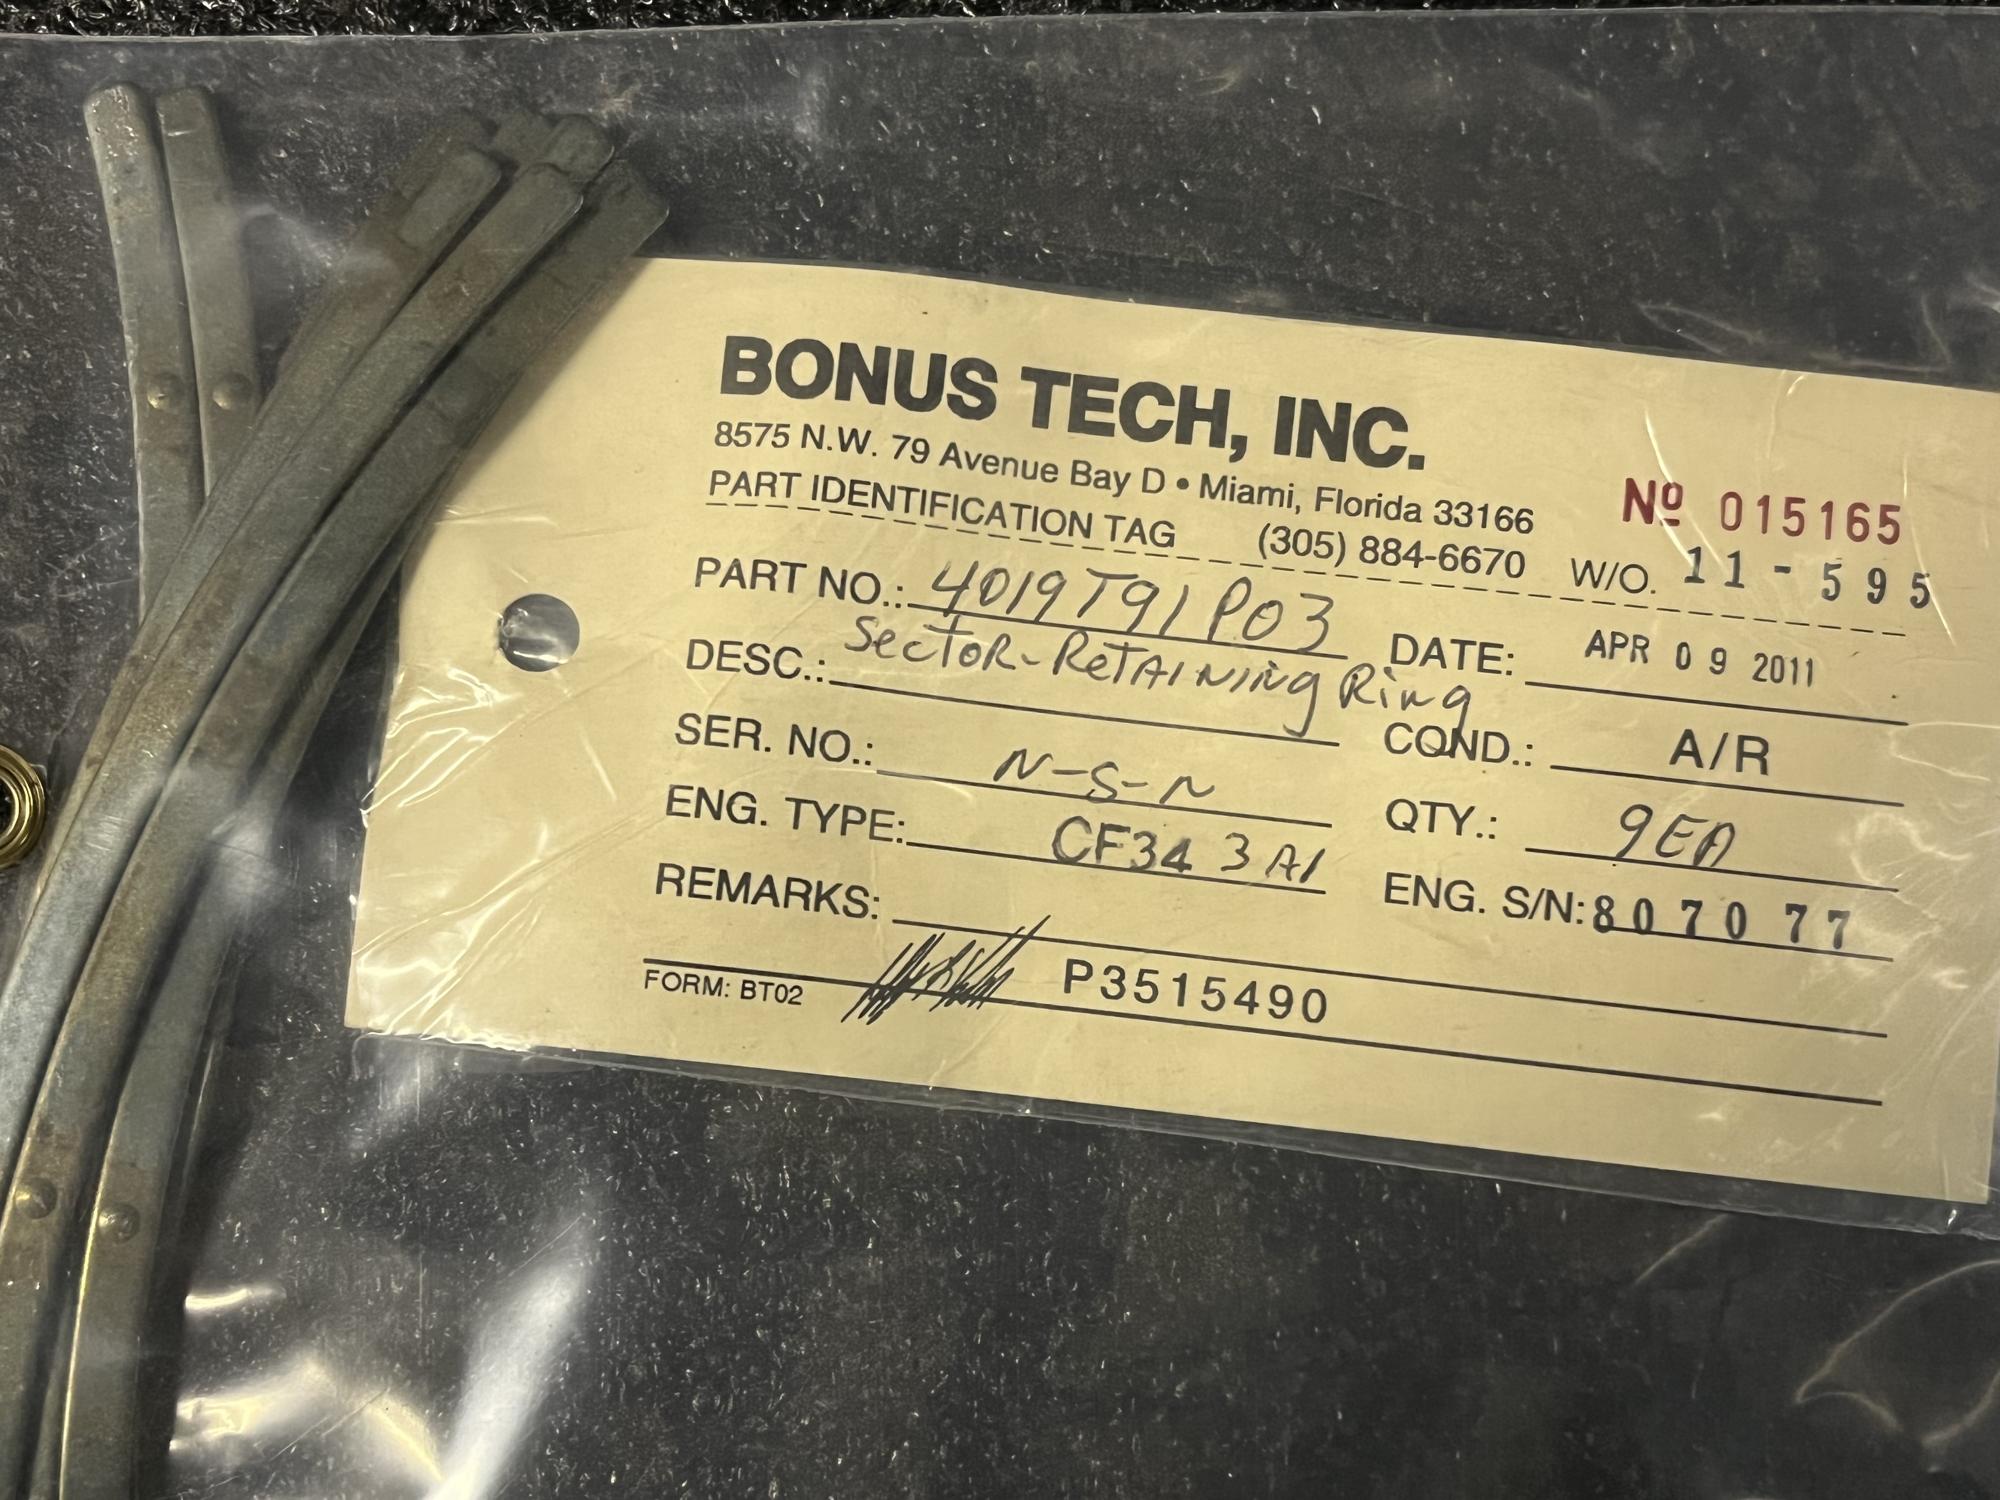 BONUS TECH, INC.
8575 N.W. 79 Avenue Bay D • Miami, Florida 33166
Nº 015165
PART IDENTIFICATION TAG (305) 884-6670 W/O. 11-595
PART NO.: 4019T91P03 DATE: APR 09 2011
DESC.: Sector-Retaining Ring COND.: A/R
SER. NO.: N-S-N QTY.: 9EA
ENG. TYPE: CF34 3A1 ENG. S/N: 807077
REMARKS:
P3515490
FORM: BT02